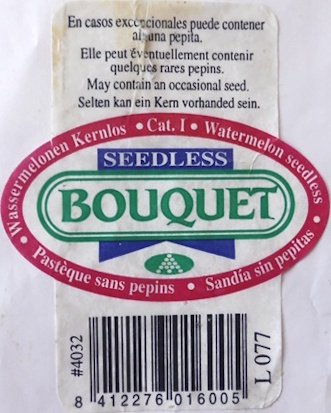 En casos excepcionales puede contener
alguna pepita.
Elle peut éventuellement contenir
quelques rares pepins.
May contain an occasional seed.
Selten kan ein Kern vorhanded sein.
• Wassermelonen Kernlos • Cat. I • Watermelon seedless
SEEDLESS
BOUQUET
• Pastèque sans pepins • Sandía sin pepitas •
#4032
L 077
8 412276 016005